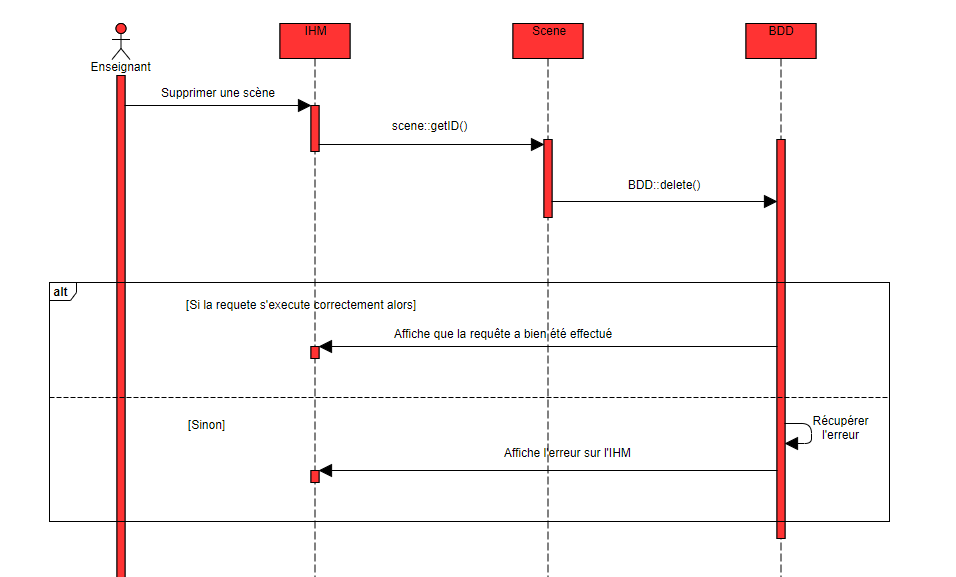 IHM
Scene
BDD
Enseignant
Supprimer une scène
scene::getID()
BDD::delete()
alt
[Si la requete s'execute correctement alors]
Affiche que la requête a bien été effectué
[Sinon]
Récupérer
l'erreur
Affiche l'erreur sur l'IHM